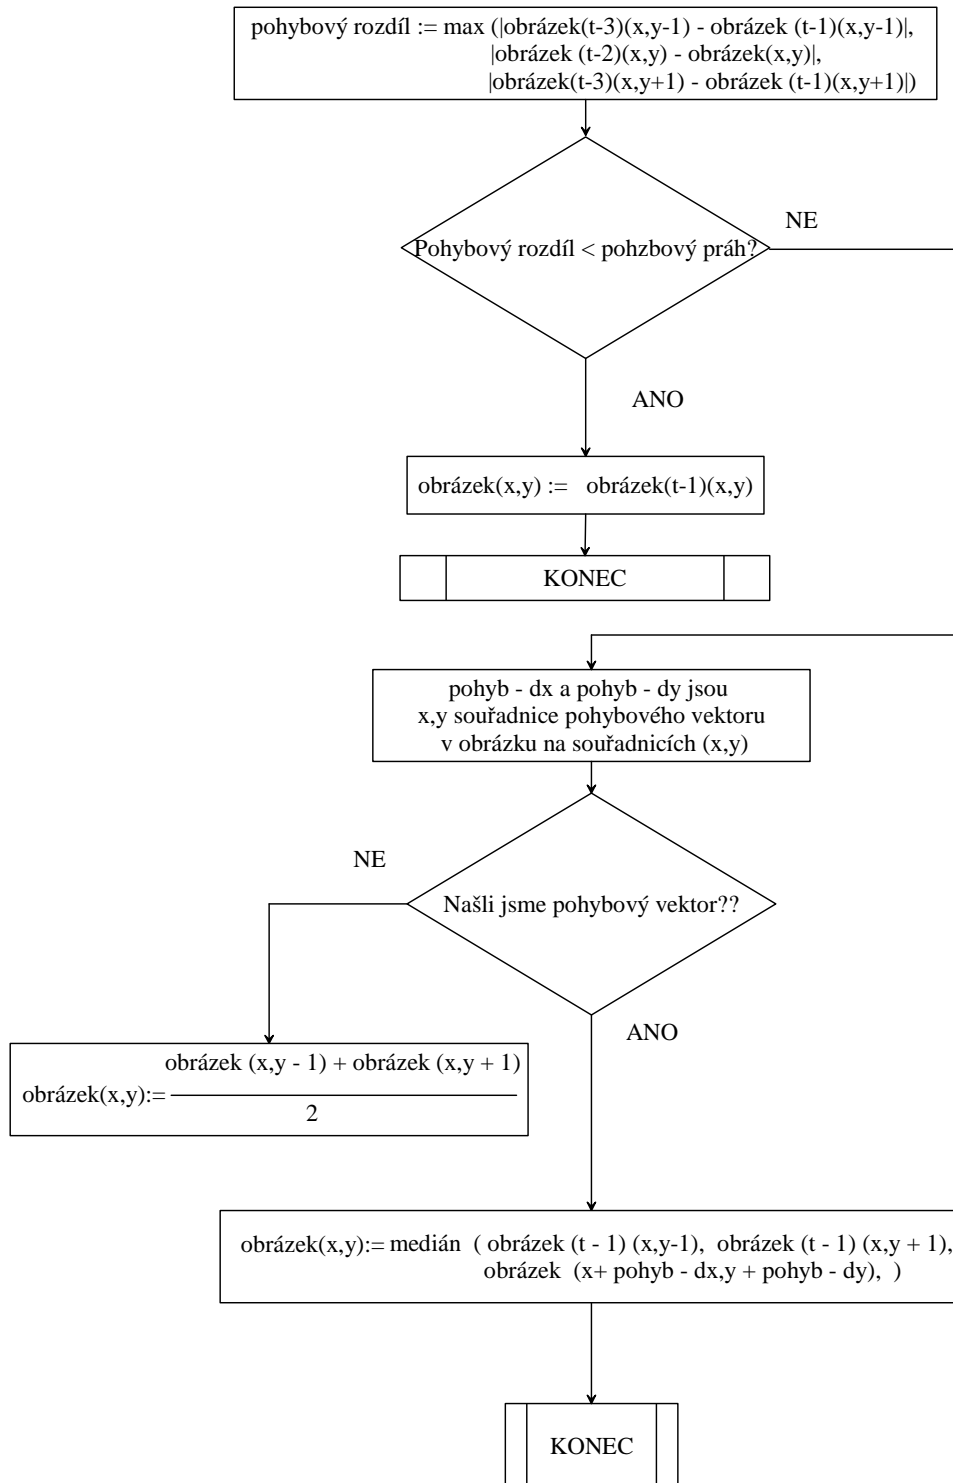 pohybový rozdíl := max (|obrázek(t-3)(x,y-1) - obrázek (t-1)(x,y-1)|,
|obrázek (t-2)(x,y) - obrázek(x,y)|,
|obrázek(t-3)(x,y+1) - obrázek (t-1)(x,y+1)|)
NE
Pohybový rozdíl < pohzbový práh?
ANO
obrázek(x,y) := obrázek(t-1)(x,y)
KONEC
pohyb - dx a pohyb - dy jsou
x,y souřadnice pohybového vektoru
v obrázku na souřadnicích (x,y)
NE
Našli jsme pohybový vektor??
ANO
obrázek (x,y - 1) + obrázek (x,y + 1)
obrázek(x,y):=
2
obrázek(x,y):= medián ( obrázek (t - 1) (x,y-1), obrázek (t - 1) (x,y + 1),
obrázek (x+ pohyb - dx,y + pohyb - dy), )
KONEC